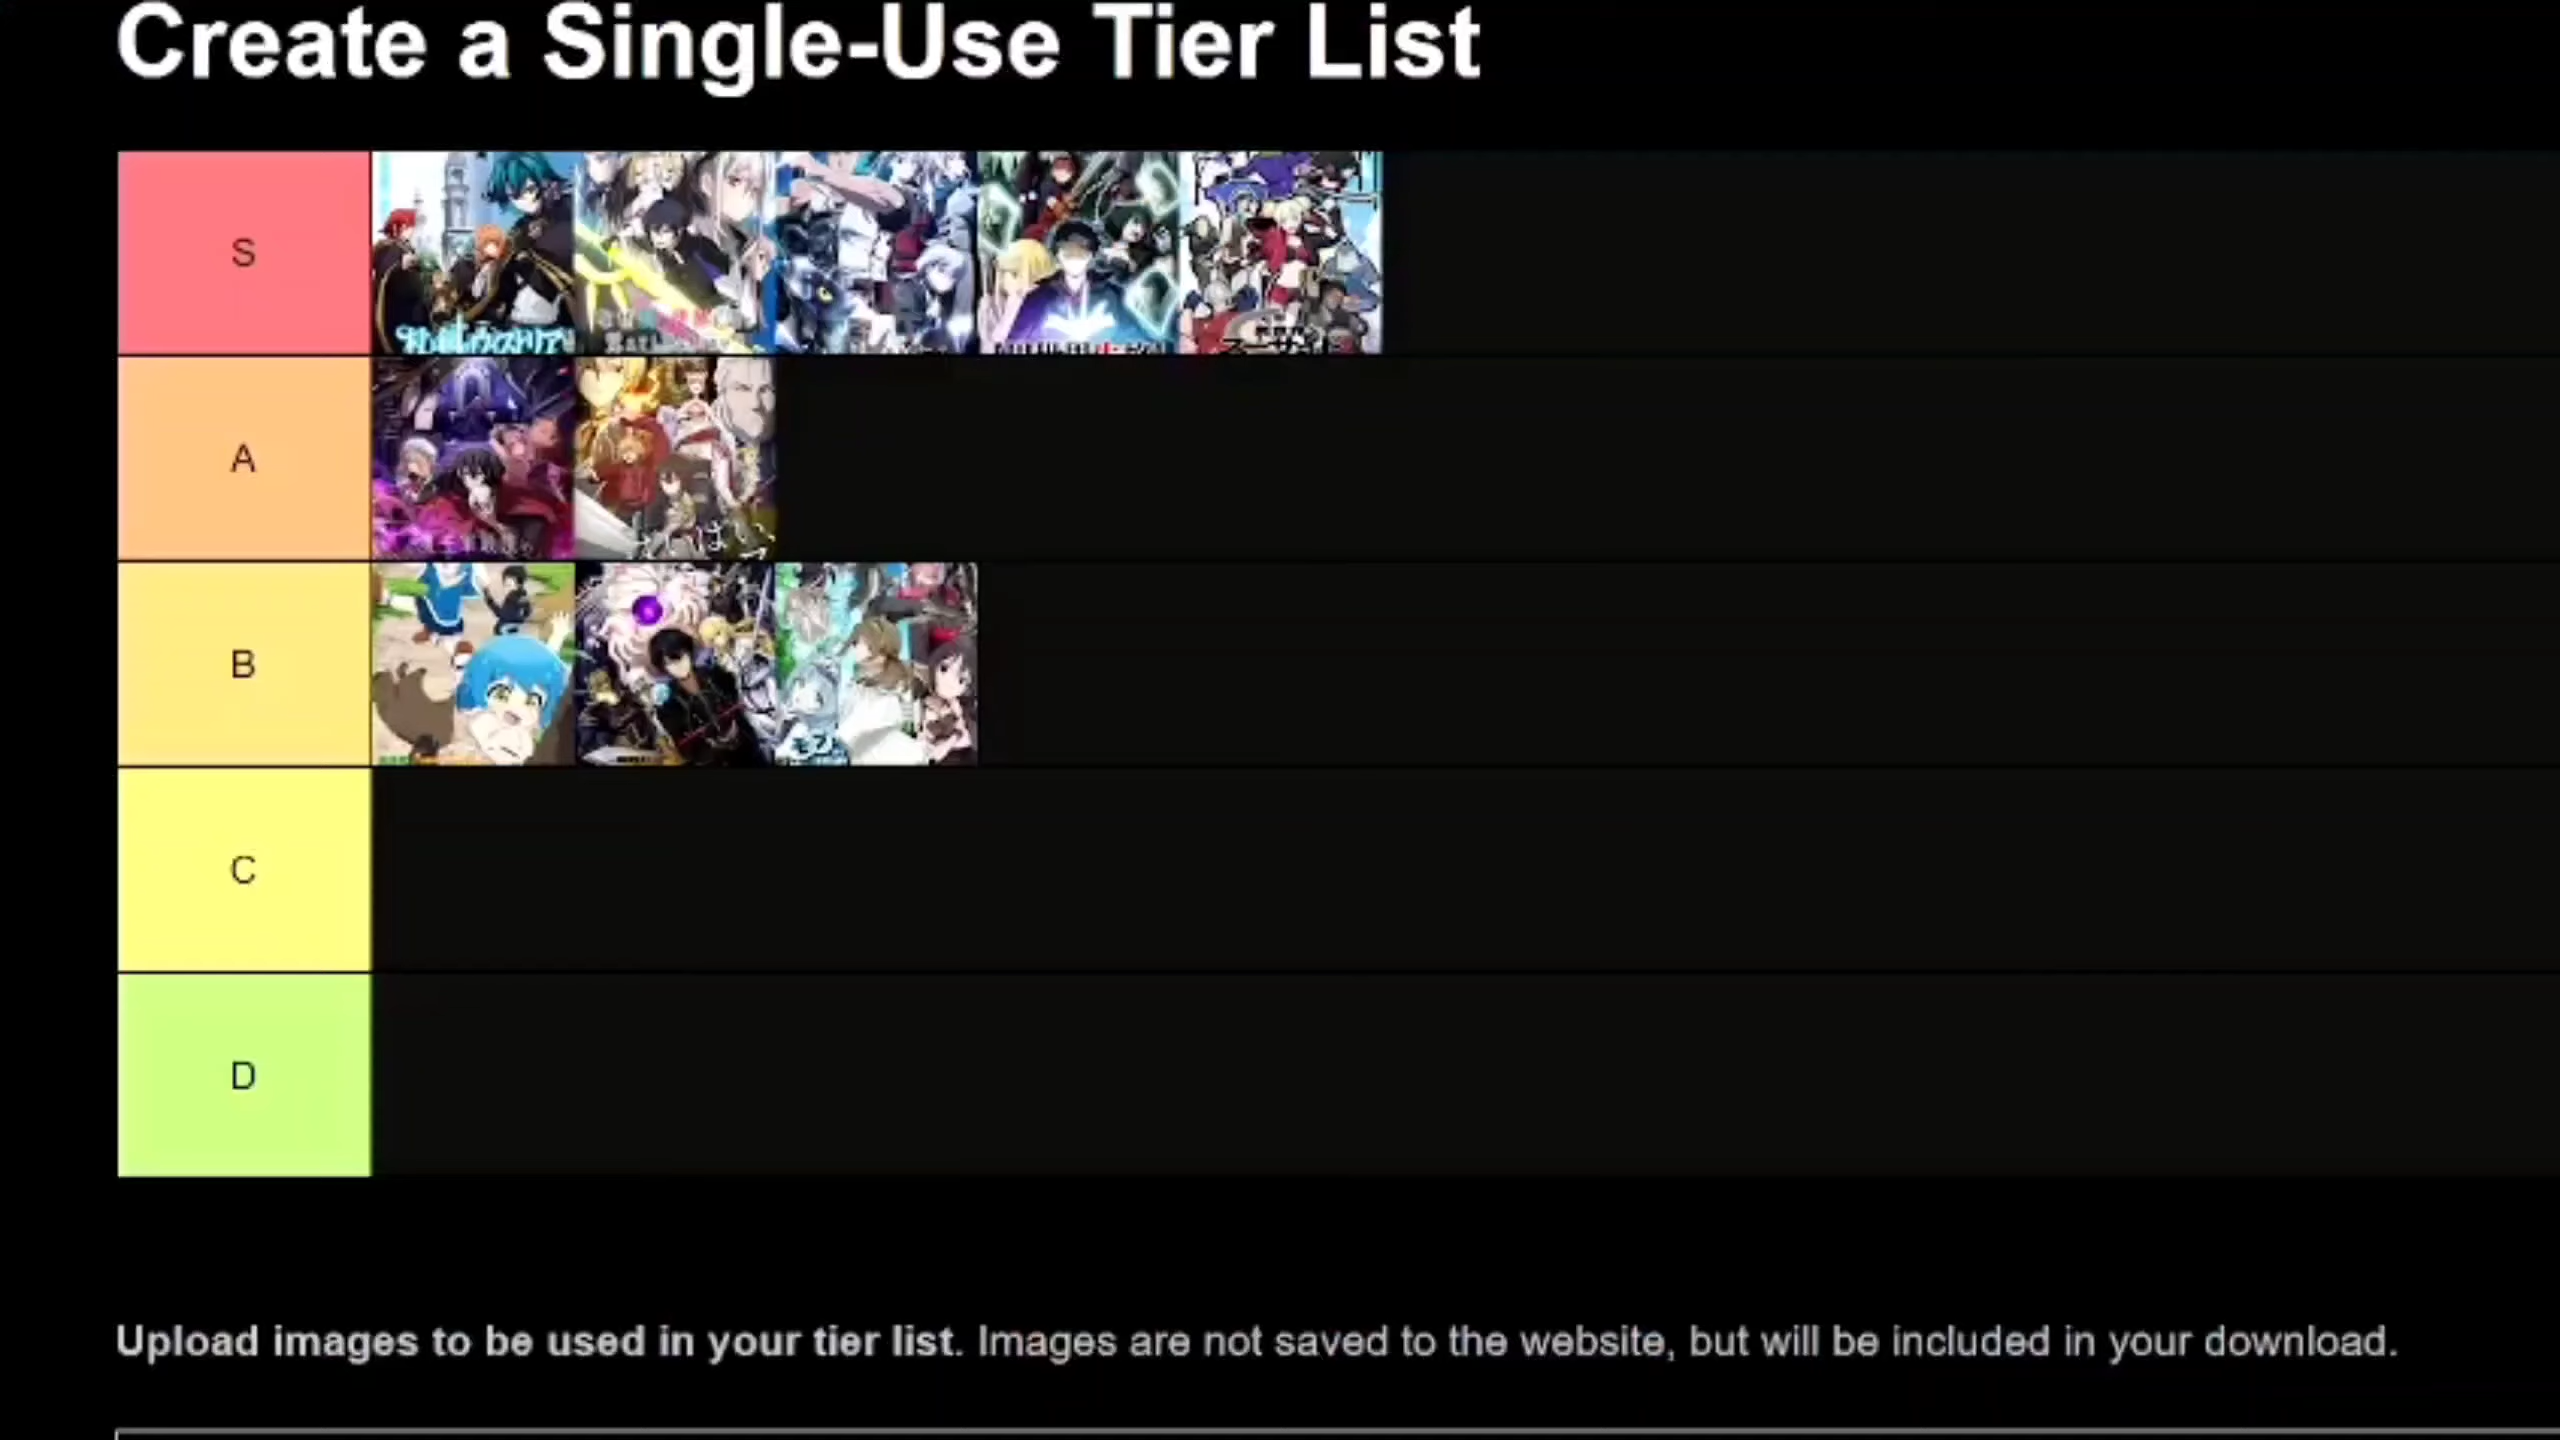 Create a Single-Use Tier List
S
A
B
C
D
Upload images to be used in your tier list. Images are not saved to the website, but will be included in your download.